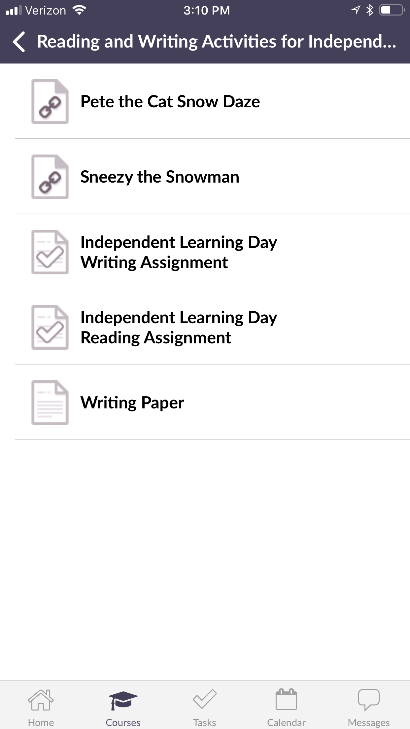 Verizon 3:10 PM
Reading and Writing Activities for Independ...
Pete the Cat Snow Daze
Sneezy the Snowman
Independent Learning Day
Writing Assignment
Independent Learning Day
Reading Assignment
Writing Paper
Home Courses Tasks Calendar Messages